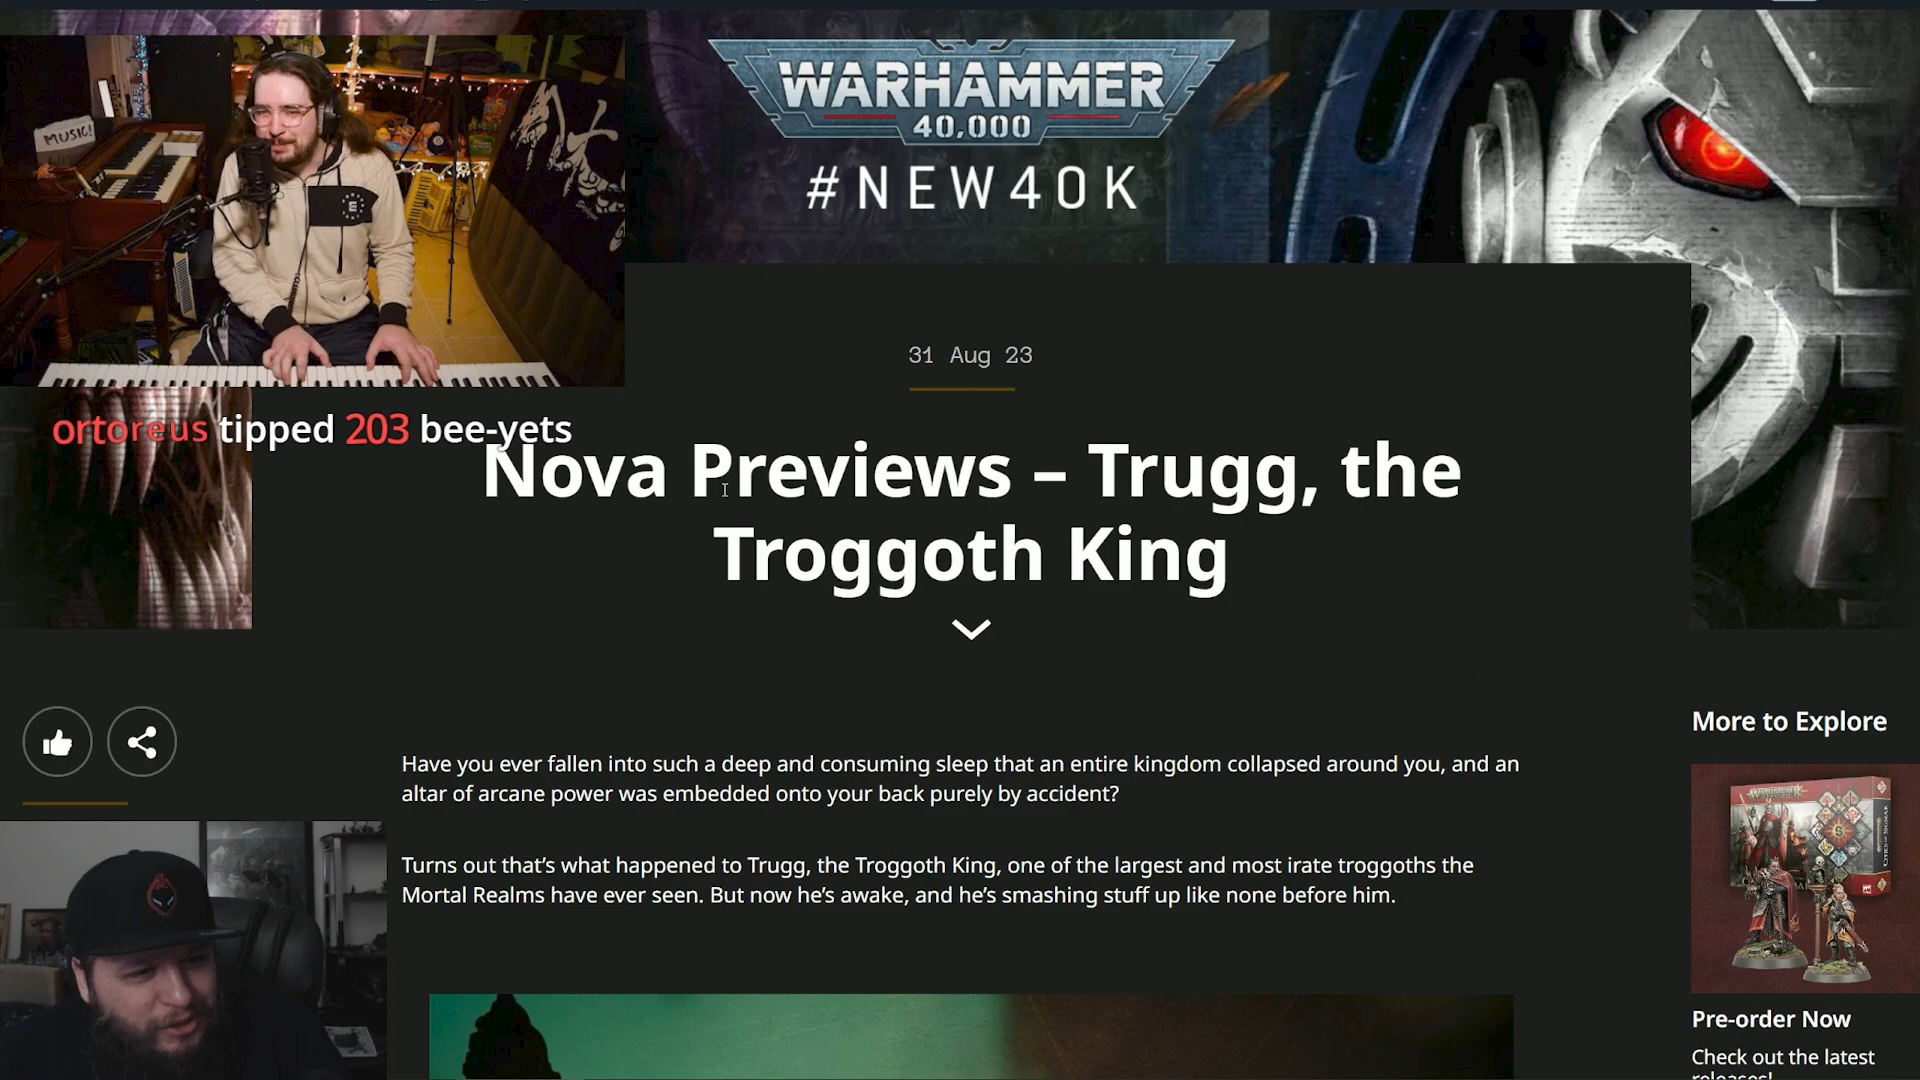 WARHAMMER
40,000
#NEW40K
MUSIC!
31 Aug 23
ortoreus tipped 203 bee-yets
Nova Previews – Trugg, the
Troggoth King
Have you ever fallen into such a deep and consuming sleep that an entire kingdom collapsed around you, and an
altar of arcane power was embedded onto your back purely by accident?
Turns out that’s what happened to Trugg, the Troggoth King, one of the largest and most irate troggoths the
Mortal Realms have ever seen. But now he’s awake, and he’s smashing stuff up like none before him.
More to Explore
WARHAMMER
CITIES OF SIGMAR
Pre-order Now
Check out the latest
releases!